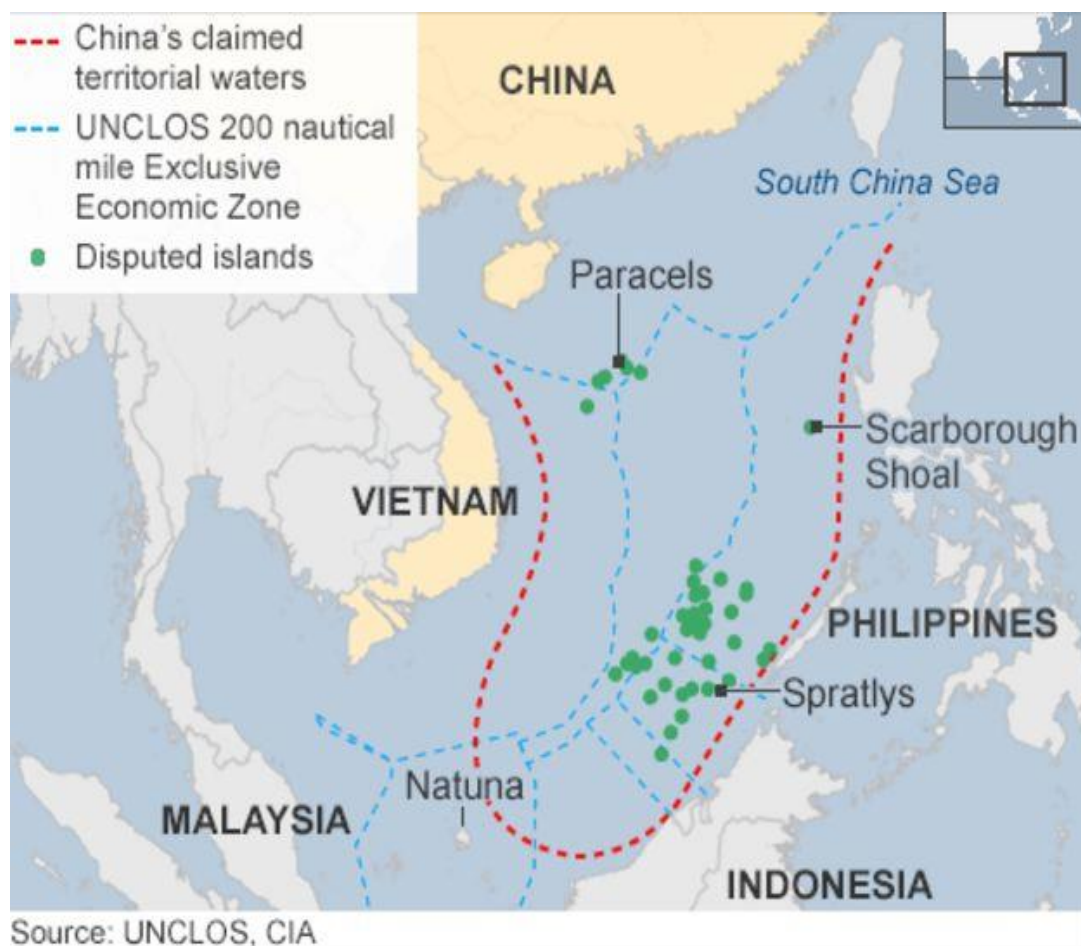 China's claimed
territorial waters
UNCLOS 200 nautical
mile Exclusive
Economic Zone
Disputed islands
CHINA
South China Sea
Paracels
Scarborough
Shoal
VIETNAM
PHILIPPINES
Spratlys
Natuna
MALAYSIA
INDONESIA
Source: UNCLOS, CIA